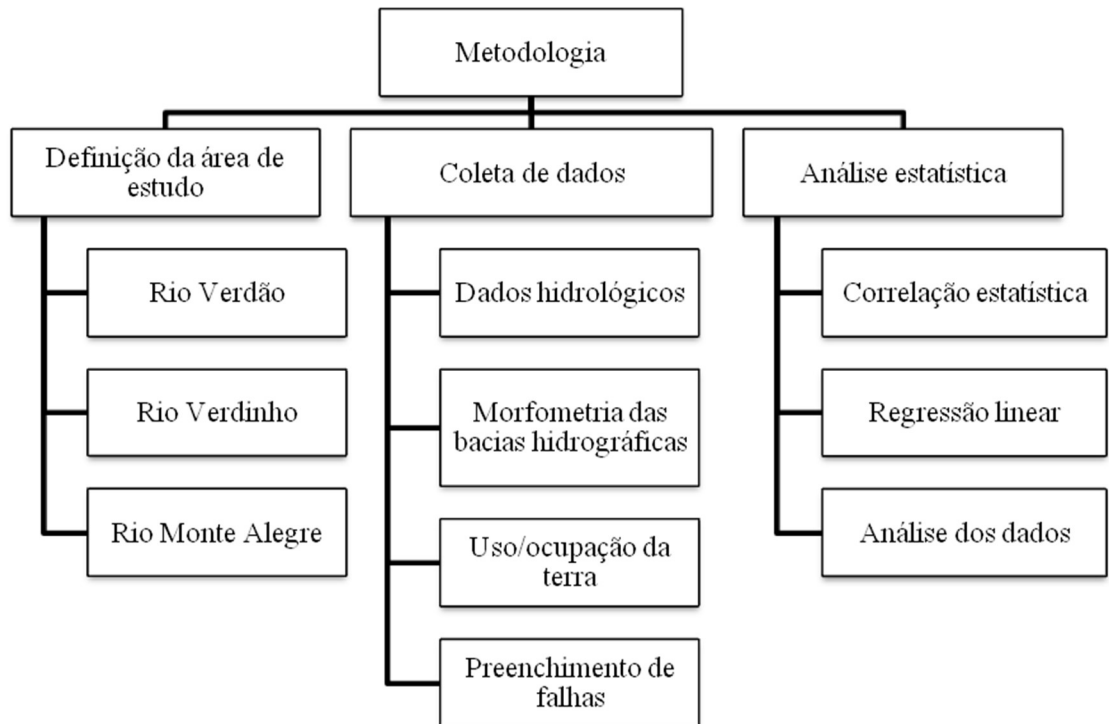 Metodologia
Definição da área de
estudo
Rio Verdão
Rio Verdinho
Rio Monte Alegre
Coleta de dados
Dados hidrológicos
Morfometria das
bacias hidrográficas
Uso/ocupação da
terra
Preenchimento de
falhas
Análise estatística
Correlação estatística
Regressão linear
Análise dos dados